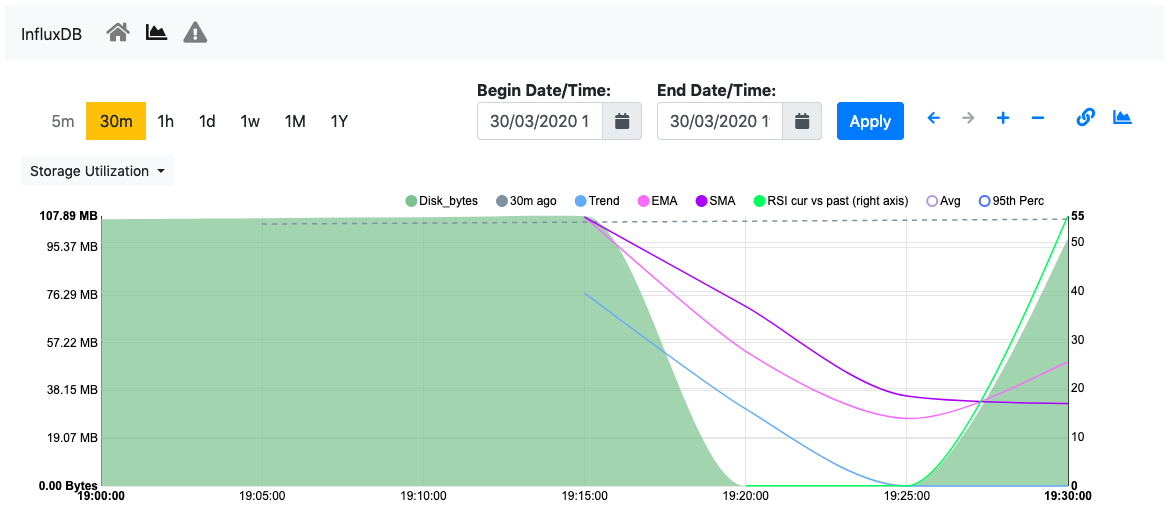 InfluxDB
Begin Date/Time: End Date/Time:
5m 30m 1h 1d 1w 1M 1Y 30/03/2020 1 30/03/2020 1 Apply
Storage Utilization
Disk_bytes 30m ago Trend EMA SMA RSI cur vs past (right axis) Avg 95th Perc
107.89 MB 55
95.37 MB 50
76.29 MB 40
57.22 MB 30
38.15 MB 20
19.07 MB 10
0.00 Bytes 0
19:00:00 19:05:00 19:10:00 19:15:00 19:20:00 19:25:00 19:30:00